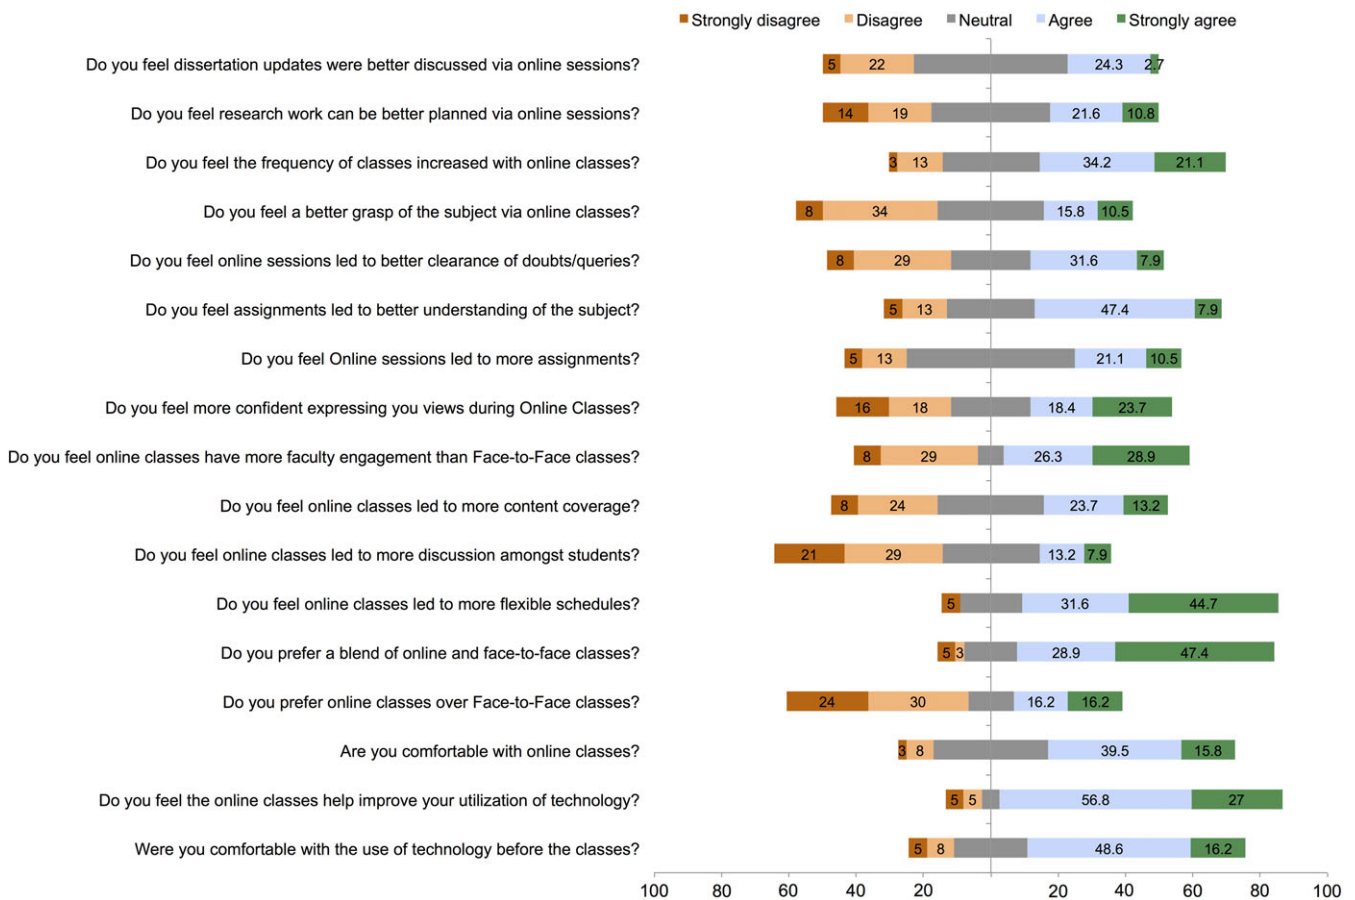 Strongly disagree Disagree Neutral Agree Strongly agree
Do you feel dissertation updates were better discussed via online sessions? 5 22 24.3 2.7
Do you feel research work can be better planned via online sessions? 14 19 21.6 10.8
Do you feel the frequency of classes increased with online classes? 3 13 34.2 21.1
Do you feel a better grasp of the subject via online classes? 8 34 15.8 10.5
Do you feel online sessions led to better clearance of doubts/queries? 8 29 31.6 7.9
Do you feel assignments led to better understanding of the subject? 5 13 47.4 7.9
Do you feel Online sessions led to more assignments? 5 13 21.1 10.5
Do you feel more confident expressing you views during Online Classes? 16 18 18.4 23.7
Do you feel online classes have more faculty engagement than Face-to-Face classes? 8 29 26.3 28.9
Do you feel online classes led to more content coverage? 8 24 23.7 13.2
Do you feel online classes led to more discussion amongst students? 21 29 13.2 7.9
Do you feel online classes led to more flexible schedules? 5 31.6 44.7
Do you prefer a blend of online and face-to-face classes? 5 3 28.9 47.4
Do you prefer online classes over Face-to-Face classes? 24 30 16.2 16.2
Are you comfortable with online classes? 3 8 39.5 15.8
Do you feel the online classes help improve your utilization of technology? 5 5 56.8 27
Were you comfortable with the use of technology before the classes? 5 8 48.6 16.2
100 80 60 40 20 20 40 60 80 100